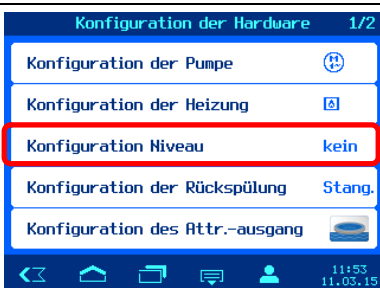 Konfiguration der Hardware 1/2
Konfiguration der Pumpe
Konfiguration der Heizung
Konfiguration Niveau kein
Konfiguration der Rückspülung Stang.
Konfiguration des Attr.-ausgang
11:53
11.03.15